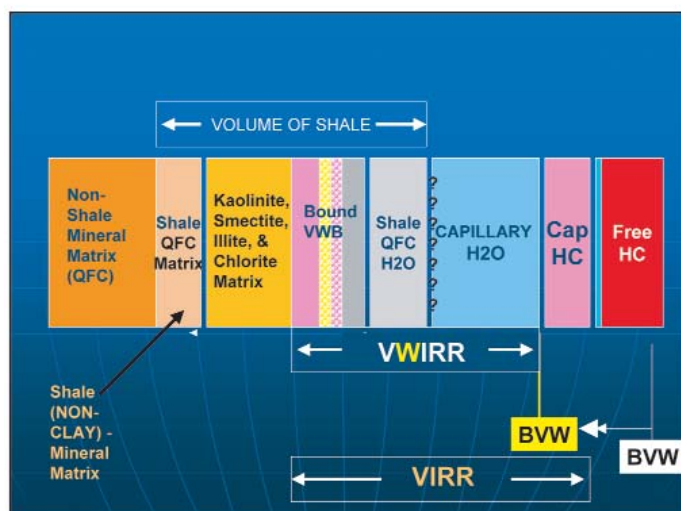 VOLUME OF SHALE
Non-
Shale
Mineral
Matrix
(QFC)
Shale
QFC
Matrix
Kaolinite,
Smectite,
Illite, &
Chlorite
Matrix
Bound
VWB
Shale
QFC
H2O
?
?
?
?
?
?
?
?
CAPILLARY
H2O
Cap
HC
Free
HC
VWIRR
Shale
(NON-
CLAY) -
Mineral
Matrix
BVW
BVW
VIRR